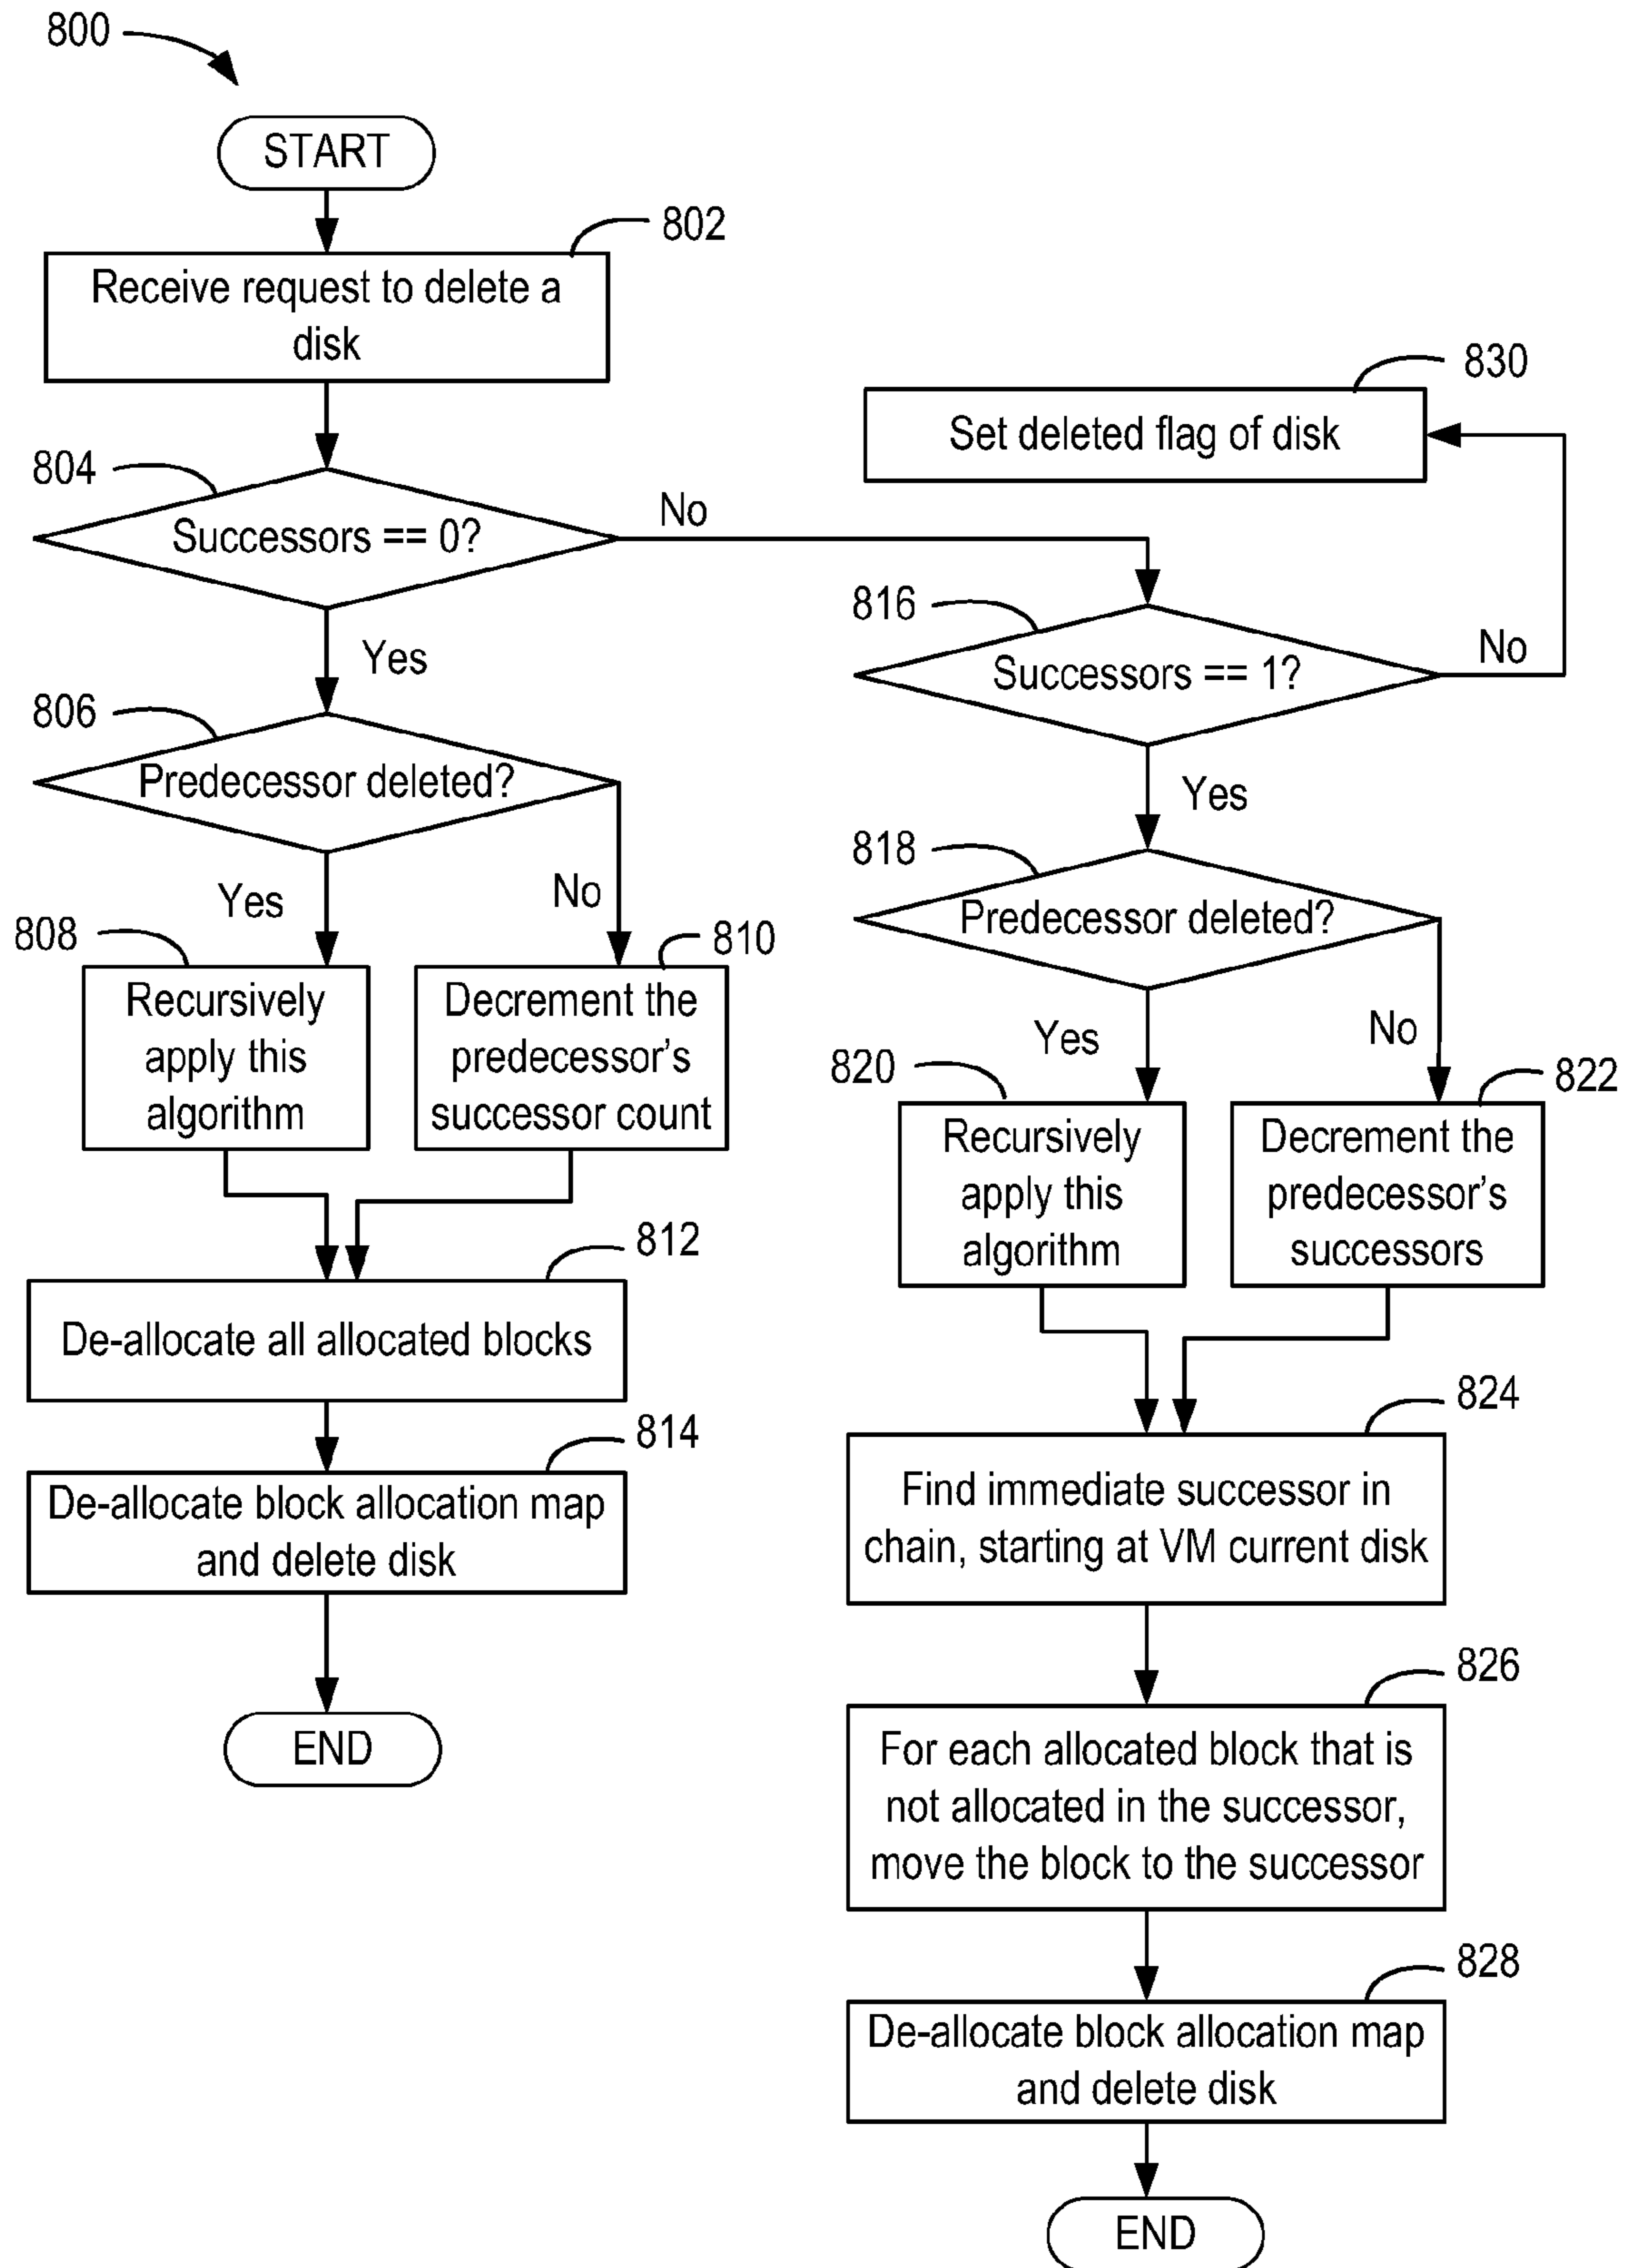 800
START
802
Receive request to delete a
disk
804
Successors == 0?
No
Yes
806
Predecessor deleted?
Yes
No
808
Recursively
apply this
algorithm
810
Decrement the
predecessor's
successor count
812
De-allocate all allocated blocks
814
De-allocate block allocation map
and delete disk
END
830
Set deleted flag of disk
816
Successors == 1?
No
Yes
818
Predecessor deleted?
Yes
No
820
Recursively
apply this
algorithm
822
Decrement the
predecessor's
successors
824
Find immediate successor in
chain, starting at VM current disk
826
For each allocated block that is
not allocated in the successor,
move the block to the successor
828
De-allocate block allocation map
and delete disk
END